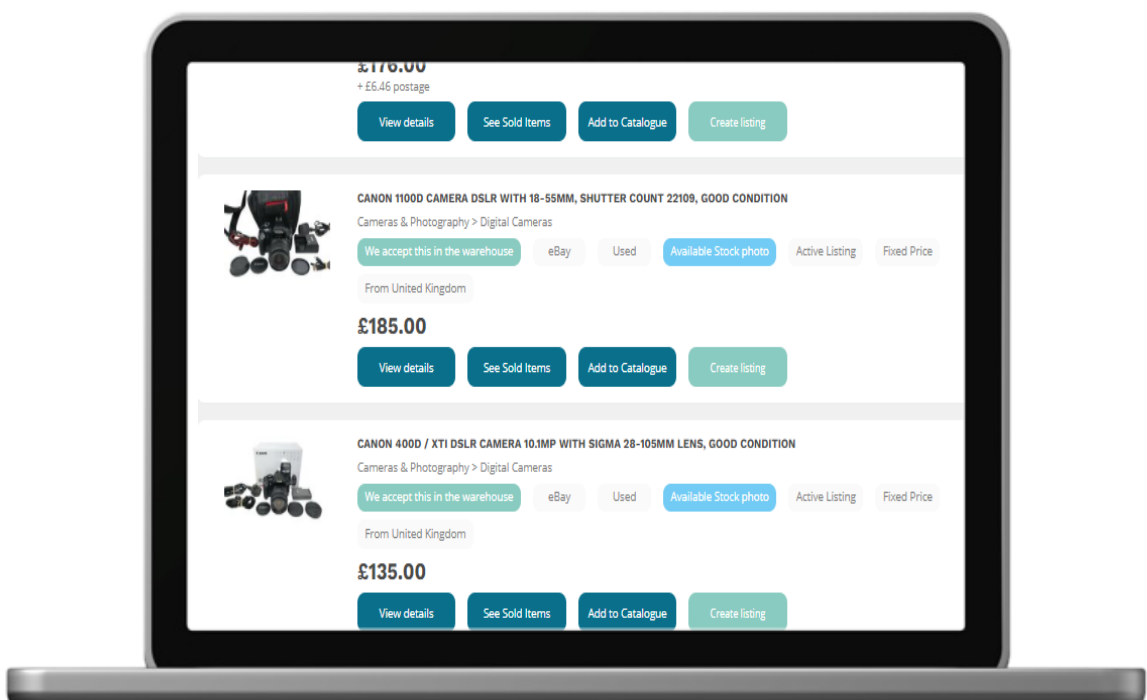 £176.00
+ £6.46 postage
View details See Sold Items Add to Catalogue Create listing
CANON 1100D CAMERA DSLR WITH 18-55MM, SHUTTER COUNT 22109, GOOD CONDITION
Cameras & Photography > Digital Cameras
We accept this in the warehouse eBay Used Available Stock photo Active Listing Fixed Price
From United Kingdom
£185.00
View details See Sold Items Add to Catalogue Create listing
CANON 400D / XTI DSLR CAMERA 10.1MP WITH SIGMA 28-105MM LENS, GOOD CONDITION
Cameras & Photography > Digital Cameras
We accept this in the warehouse eBay Used Available Stock photo Active Listing Fixed Price
From United Kingdom
£135.00
View details See Sold Items Add to Catalogue Create listing